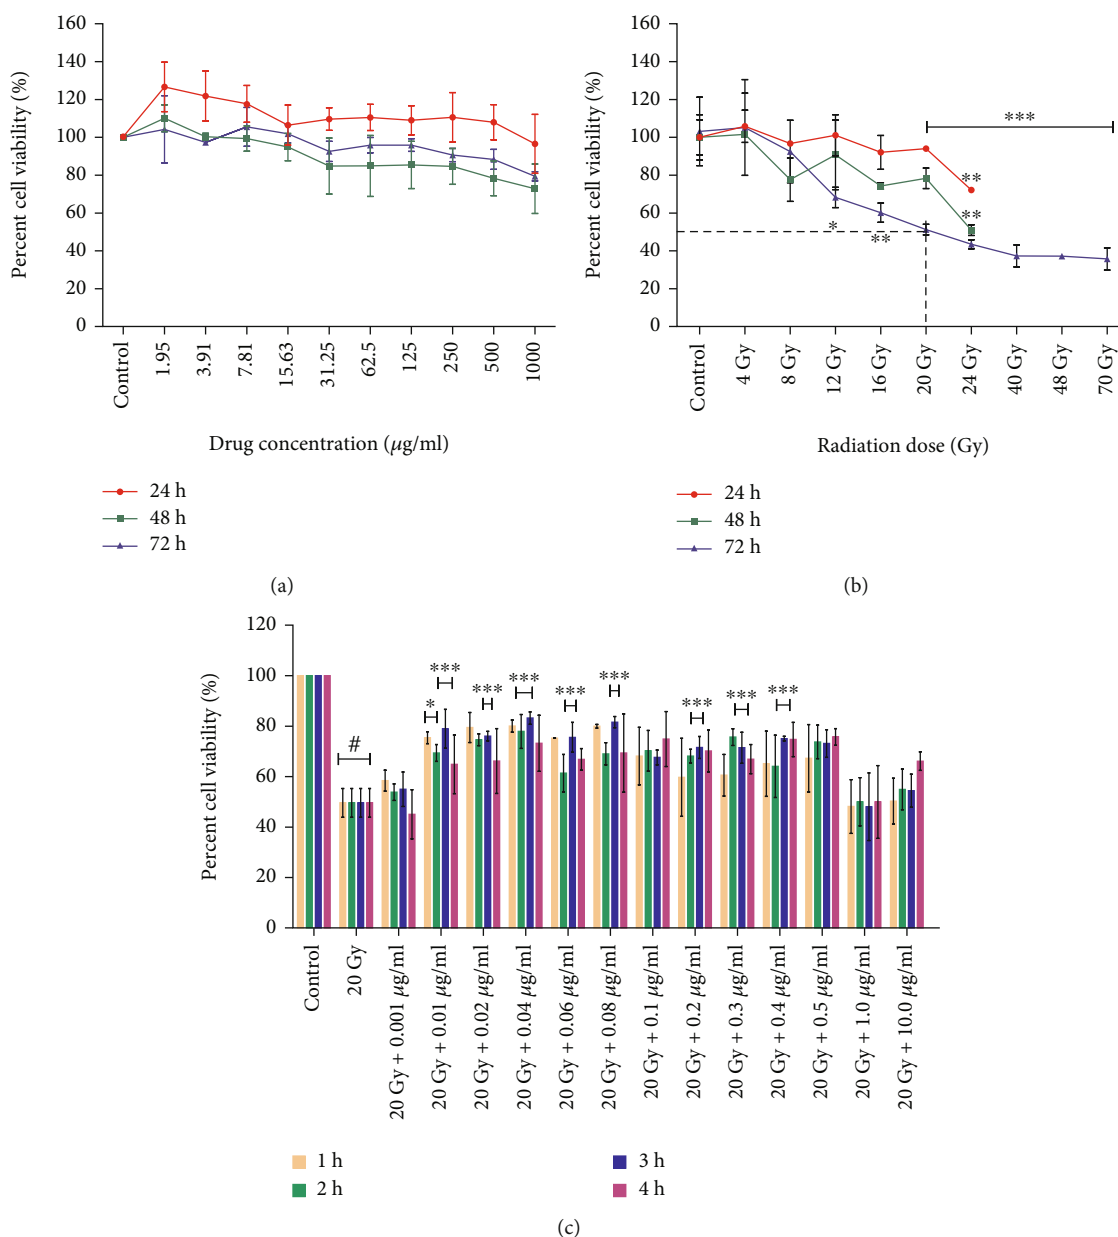 160
140
120
100
80
60
40
20
0
Percent cell viability (%)
Control
1.95
3.91
7.81
15.63
31.25
62.5
125
250
500
1000
Drug concentration (µg/ml)
24 h
48 h
72 h
(a)
160
140
120
100
80
60
40
20
0
Percent cell viability (%)
***
**
**
*
**
Control
4 Gy
8 Gy
12 Gy
16 Gy
20 Gy
24 Gy
40 Gy
48 Gy
70 Gy
Radiation dose (Gy)
24 h
48 h
72 h
(b)
120
100
80
60
40
20
0
Percent cell viability (%)
#
*
***
***
***
***
***
***
***
***
Control
20 Gy
20 Gy + 0.001 µg/ml
20 Gy + 0.01 µg/ml
20 Gy + 0.02 µg/ml
20 Gy + 0.04 µg/ml
20 Gy + 0.06 µg/ml
20 Gy + 0.08 µg/ml
20 Gy + 0.1 µg/ml
20 Gy + 0.2 µg/ml
20 Gy + 0.3 µg/ml
20 Gy + 0.4 µg/ml
20 Gy + 0.5 µg/ml
20 Gy + 1.0 µg/ml
20 Gy + 10.0 µg/ml
1 h
2 h
3 h
4 h
(c)